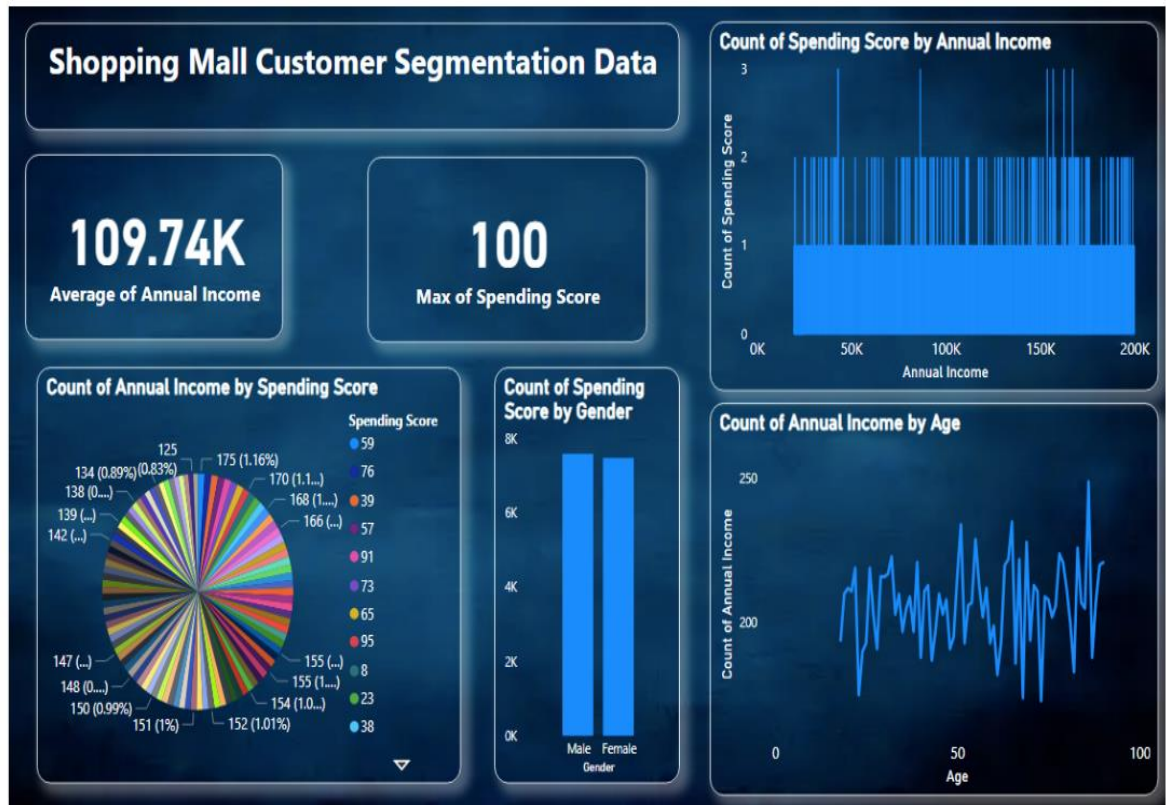 Shopping Mall Customer Segmentation Data
109.74K
Average of Annual Income
100
Max of Spending Score
Count of Spending Score by Annual Income
Count of Spending Score
3
2
1
0
0K 50K 100K 150K 200K
Annual Income
Count of Annual Income by Spending Score
125
134 (0.89%)
(0.83%)
138 (0....)
139 (...)
142 (...)
147 (...)
148 (0....)
150 (0.99%)
151 (1%)
175 (1.16%)
170 (1.1...)
168 (1....)
166 (...)
155 (...)
155 (1....)
154 (1.0...)
152 (1.01%)
Spending Score
59
76
39
57
91
73
65
95
8
23
38
Count of Spending
Score by Gender
8K
6K
4K
2K
0K
Male Female
Gender
Count of Annual Income by Age
Count of Annual Income
250
200
0 50 100
Age